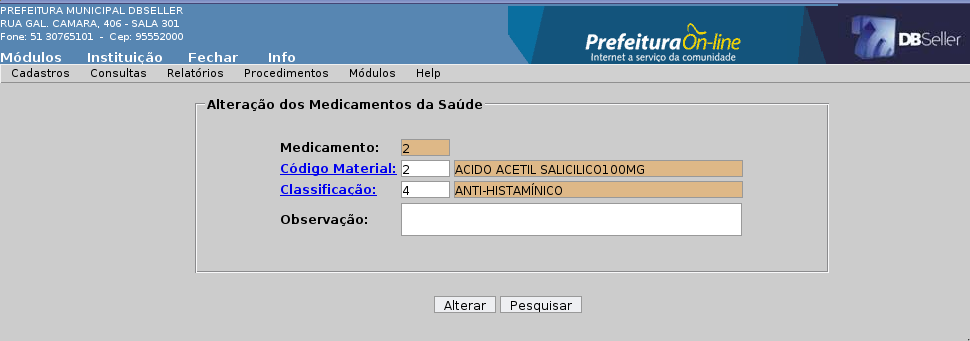 PREFEITURA MUNICIPAL DBSELLER
RUA GAL. CAMARA, 406 - SALA 301
Fone: 51 30765101 - Cep: 95552000
PrefeituraOn-line
Internet a serviço da comunidade
DBSeller
Módulos Instituição Fechar Info
Cadastros Consultas Relatórios Procedimentos Módulos Help
Alteração dos Medicamentos da Saúde
Medicamento: 2
Código Material: 2 ACIDO ACETIL SALICILICO100MG
Classificação: 4 ANTI-HISTAMÍNICO
Observação:
Alterar Pesquisar